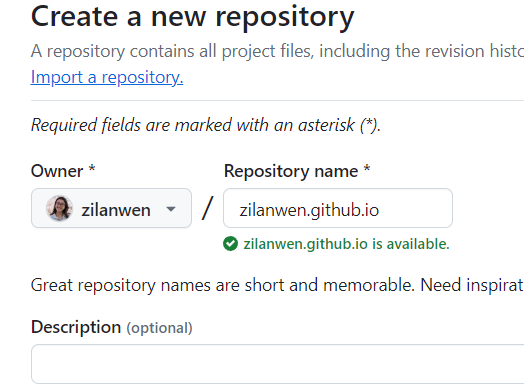 Create a new repository
A repository contains all project files, including the revision histo
Import a repository.
Required fields are marked with an asterisk (*).
Owner * Repository name *
zilanwen / zilanwen.github.io
zilanwen.github.io is available.
Great repository names are short and memorable. Need inspirat
Description (optional)